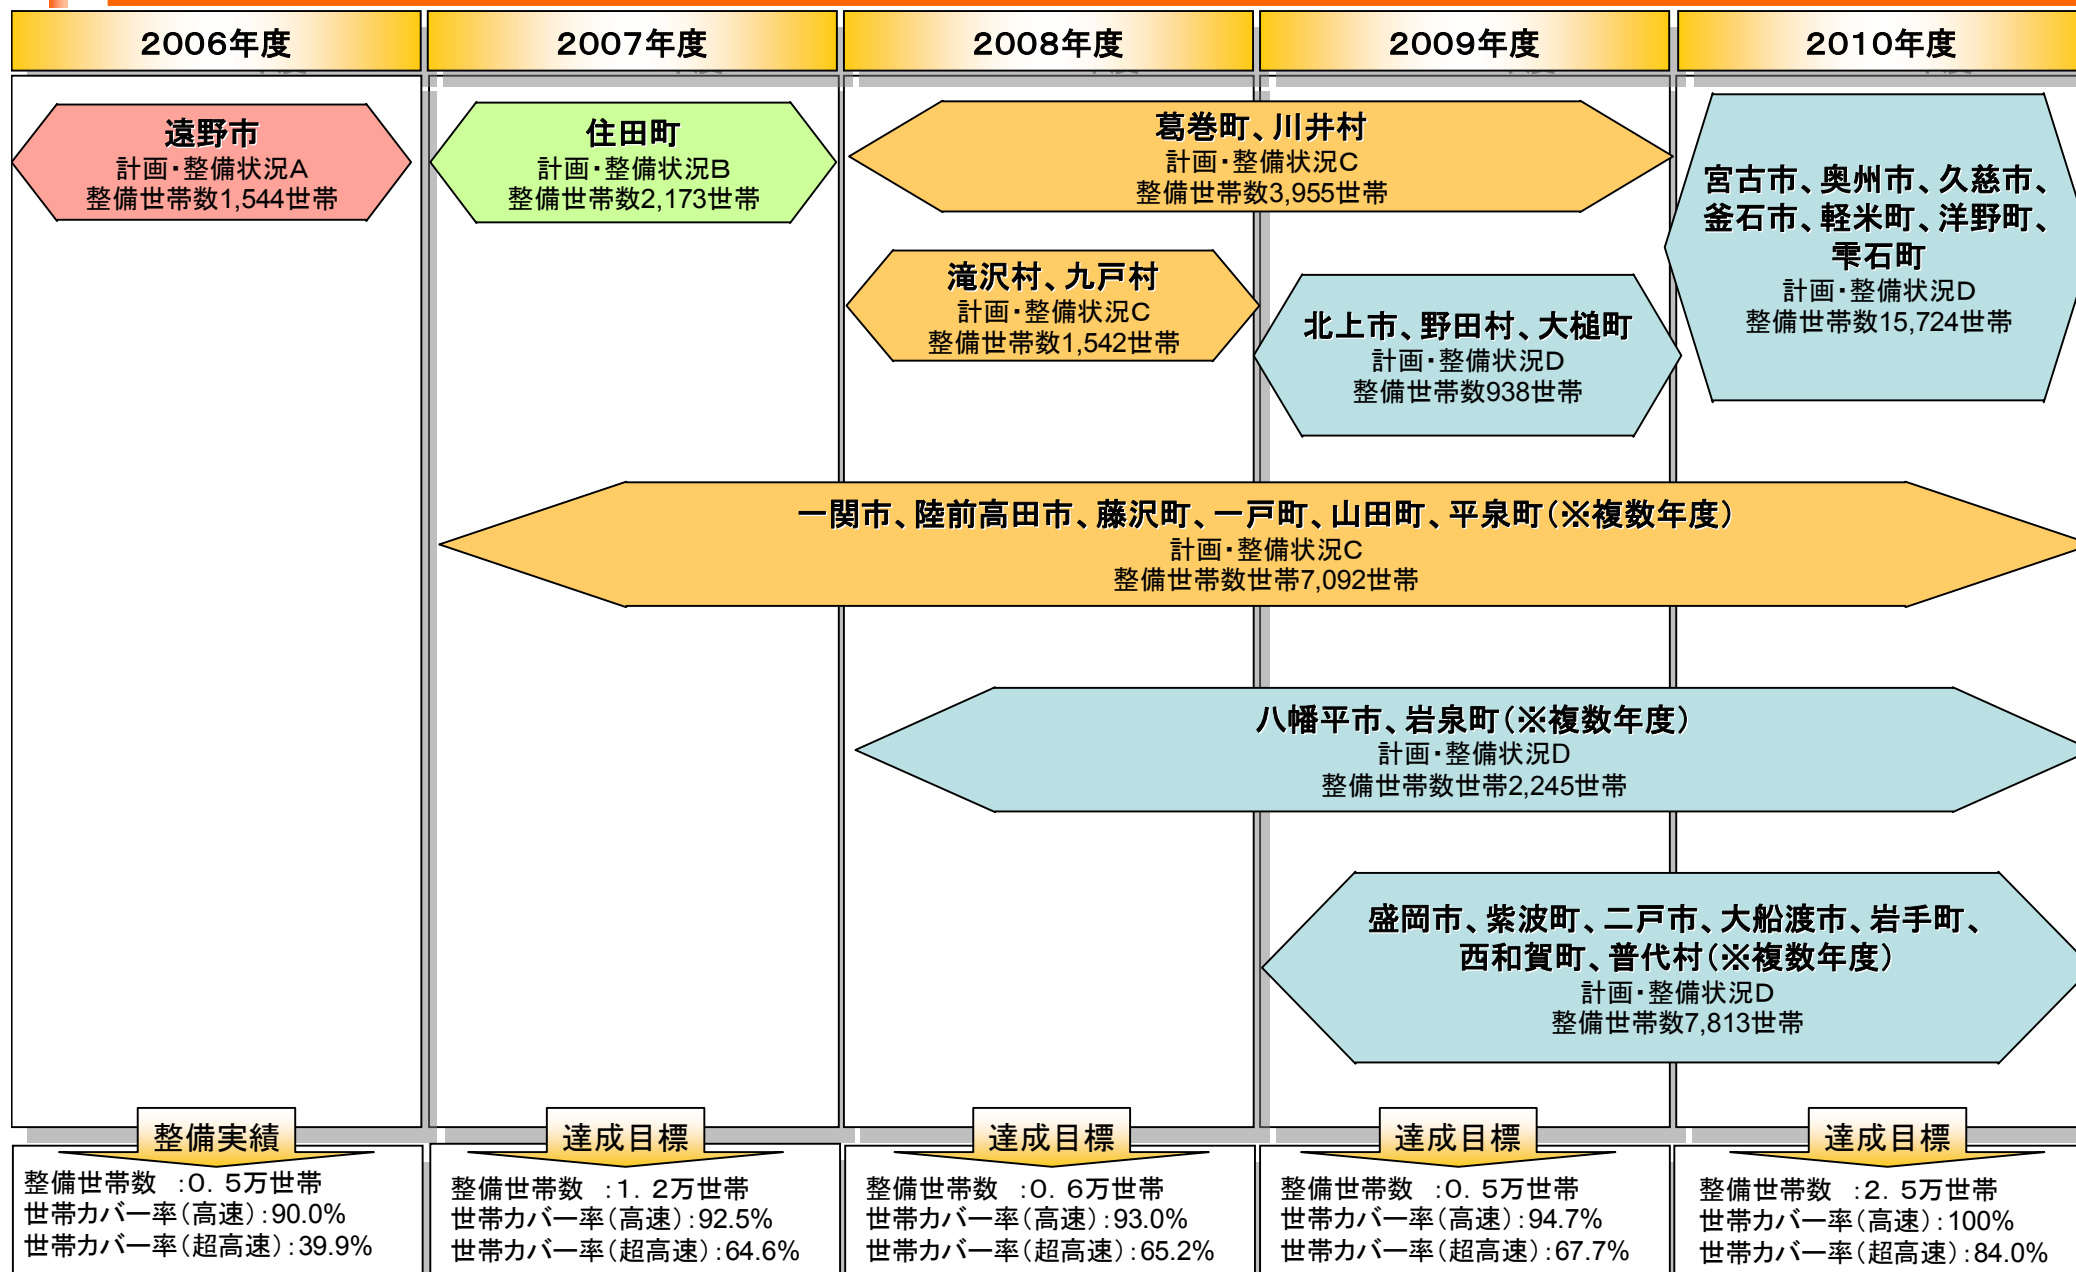 2006年度
2007年度
2008年度
2009年度
2010年度
遠野市
計画・整備状況A
整備世帯数1,544世帯
住田町
計画・整備状況B
整備世帯数2,173世帯
葛巻町、川井村
計画・整備状況C
整備世帯数3,955世帯
宮古市、奥州市、久慈市、
釜石市、軽米町、洋野町、
雫石町
計画・整備状況D
整備世帯数15,724世帯
滝沢村、九戸村
計画・整備状況C
整備世帯数1,542世帯
北上市、野田村、大槌町
計画・整備状況D
整備世帯数938世帯
一関市、陸前高田市、藤沢町、一戸町、山田町、平泉町（※複数年度）
計画・整備状況C
整備世帯数世帯7,092世帯
八幡平市、岩泉町（※複数年度）
計画・整備状況D
整備世帯数世帯2,245世帯
盛岡市、紫波町、二戸市、大船渡市、岩手町、
西和賀町、普代村（※複数年度）
計画・整備状況D
整備世帯数7,813世帯
整備実績
整備世帯数　：０．５万世帯
世帯カバー率（高速）：90.0%
世帯カバー率（超高速）：39.9%
達成目標
整備世帯数　：１．２万世帯
世帯カバー率（高速）：92.5%
世帯カバー率（超高速）：64.6%
達成目標
整備世帯数　：０．６万世帯
世帯カバー率（高速）：93.0%
世帯カバー率（超高速）：65.2%
達成目標
整備世帯数　：０．５万世帯
世帯カバー率（高速）：94.7%
世帯カバー率（超高速）：67.7%
達成目標
整備世帯数　：２．５万世帯
世帯カバー率（高速）：100%
世帯カバー率（超高速）：84.0%